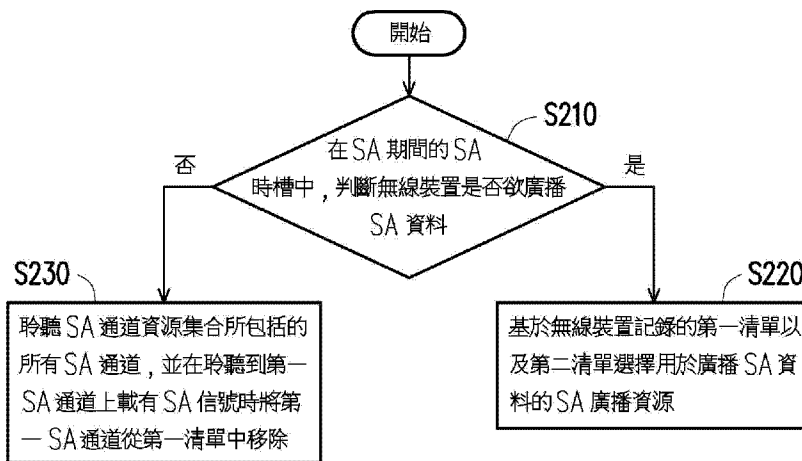 開始
S210
在SA期間的SA
時槽中，判斷無線裝置是否欲廣播
SA資料
否
是
S230
S220
聆聽SA通道資源集合所包括的
所有SA通道，並在聆聽到第一
SA通道上載有SA信號時將第
一SA通道從第一清單中移除
基於無線裝置記錄的第一清單以
及第二清單選擇用於廣播SA資
料的SA廣播資源